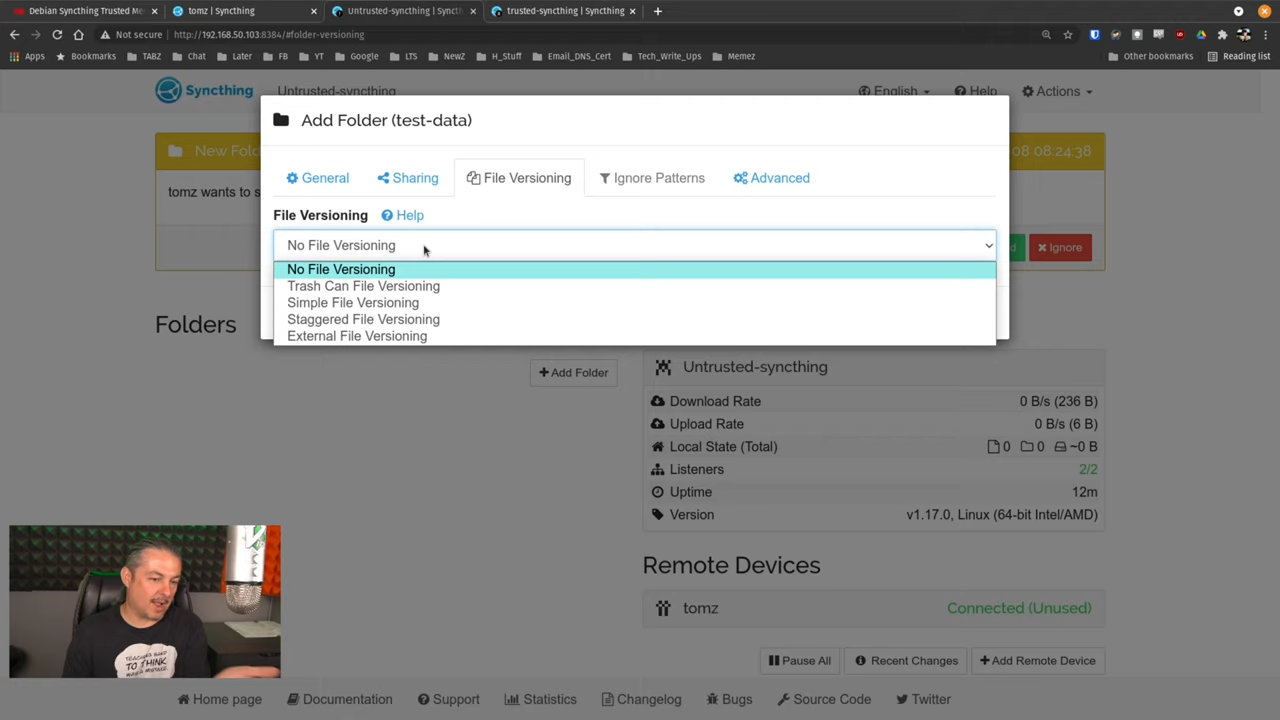 Debian Syncthing Trusted Me
tomz | Syncthing
Untrusted-syncthing | Syncth
trusted-syncthing | Syncthing
Not secure
http://192.168.50.103:8384/#folder-versioning
Apps
Bookmarks
TABZ
Chat
Later
FB
YT
Google
LTS
NewZ
H_Stuff
Email_DNS_Cert
Tech_Write_Ups
Memez
Other bookmarks
Reading list
Syncthing
Untrusted-syncthing
English
Help
Actions
New Fold
08 08:24:38
tomz wants to s
d
Ignore
Add Folder (test-data)
General
Sharing
File Versioning
Ignore Patterns
Advanced
File Versioning
Help
No File Versioning
No File Versioning
Trash Can File Versioning
Simple File Versioning
Staggered File Versioning
External File Versioning
Folders
Add Folder
Untrusted-syncthing
Download Rate 0 B/s (236 B)
Upload Rate 0 B/s (6 B)
Local State (Total) 0 0 ~0 B
Listeners 2/2
Uptime 12m
Version v1.17.0, Linux (64-bit Intel/AMD)
Remote Devices
tomz Connected (Unused)
Pause All
Recent Changes
Add Remote Device
TO THINK
Home page
Documentation
Support
Statistics
Changelog
Bugs
Source Code
Twitter